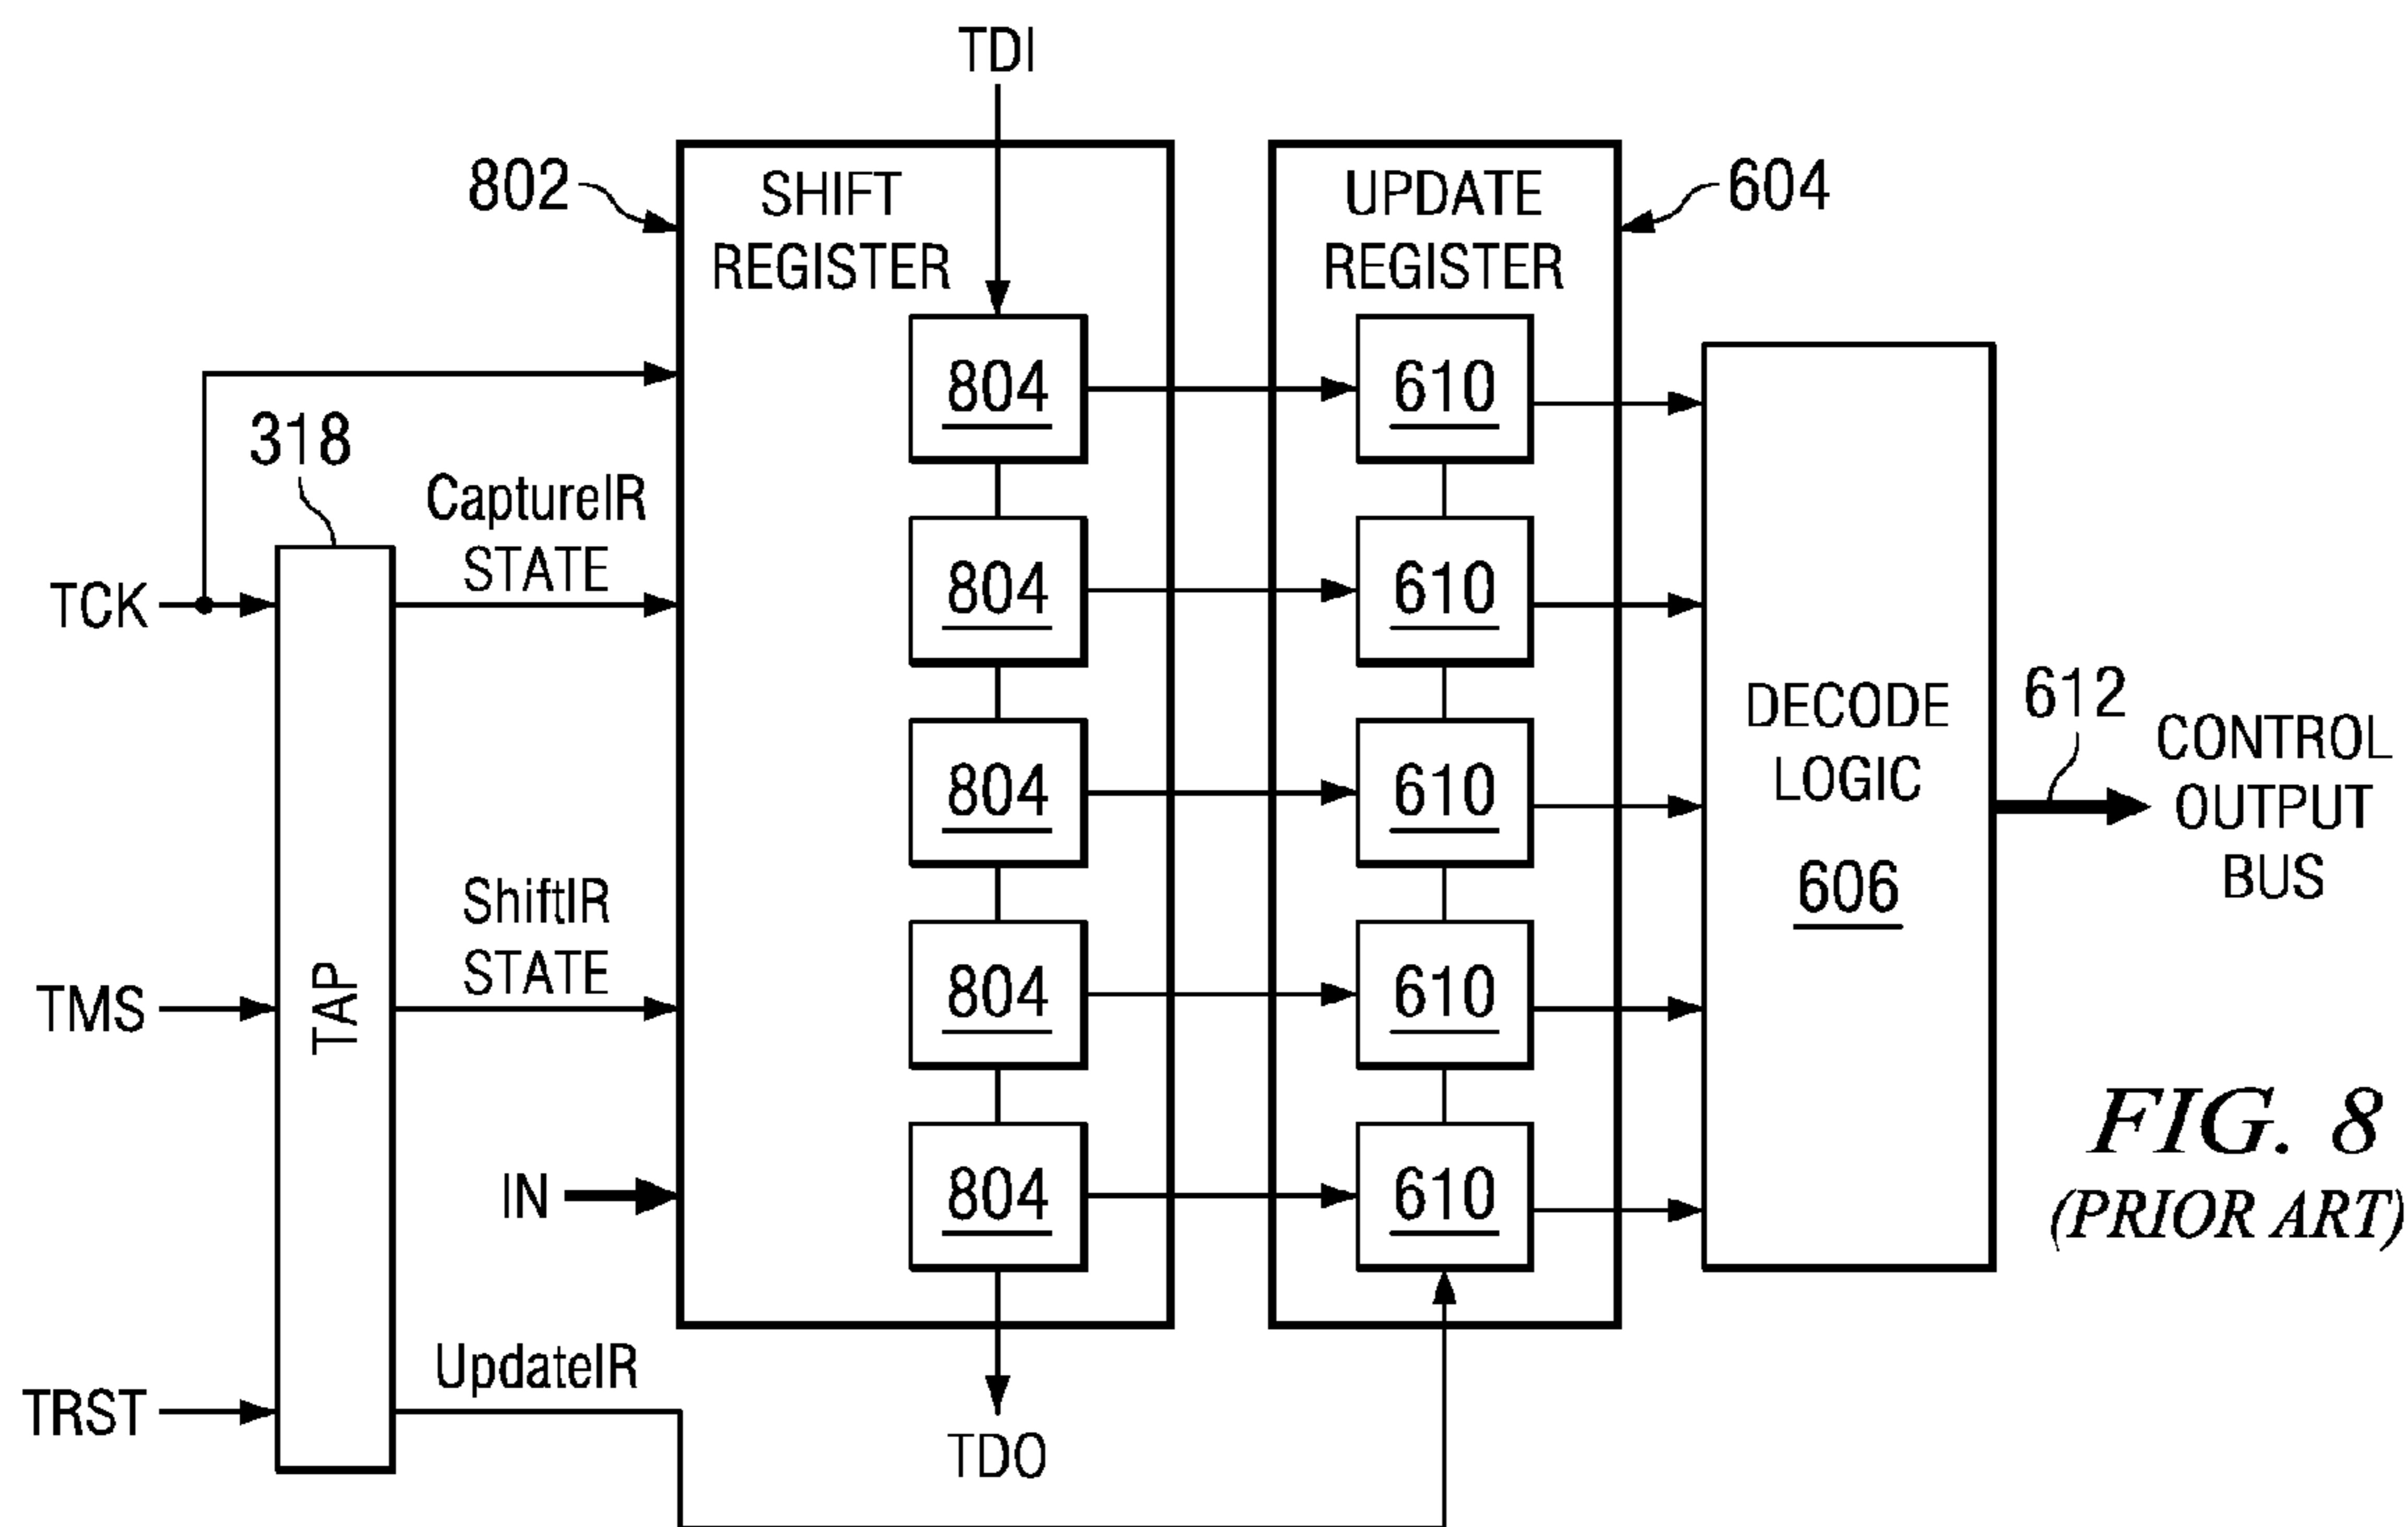 TDI
802
SHIFT
REGISTER
UPDATE
REGISTER
604
804
610
318
CaptureIR
STATE
TCK
804
610
DECODE
LOGIC
606
612
CONTROL
OUTPUT
BUS
804
610
ShiftIR
STATE
TMS
TAP
804
610
IN
804
610
FIG. 8
(PRIOR ART)
UpdateIR
TRST
TDO